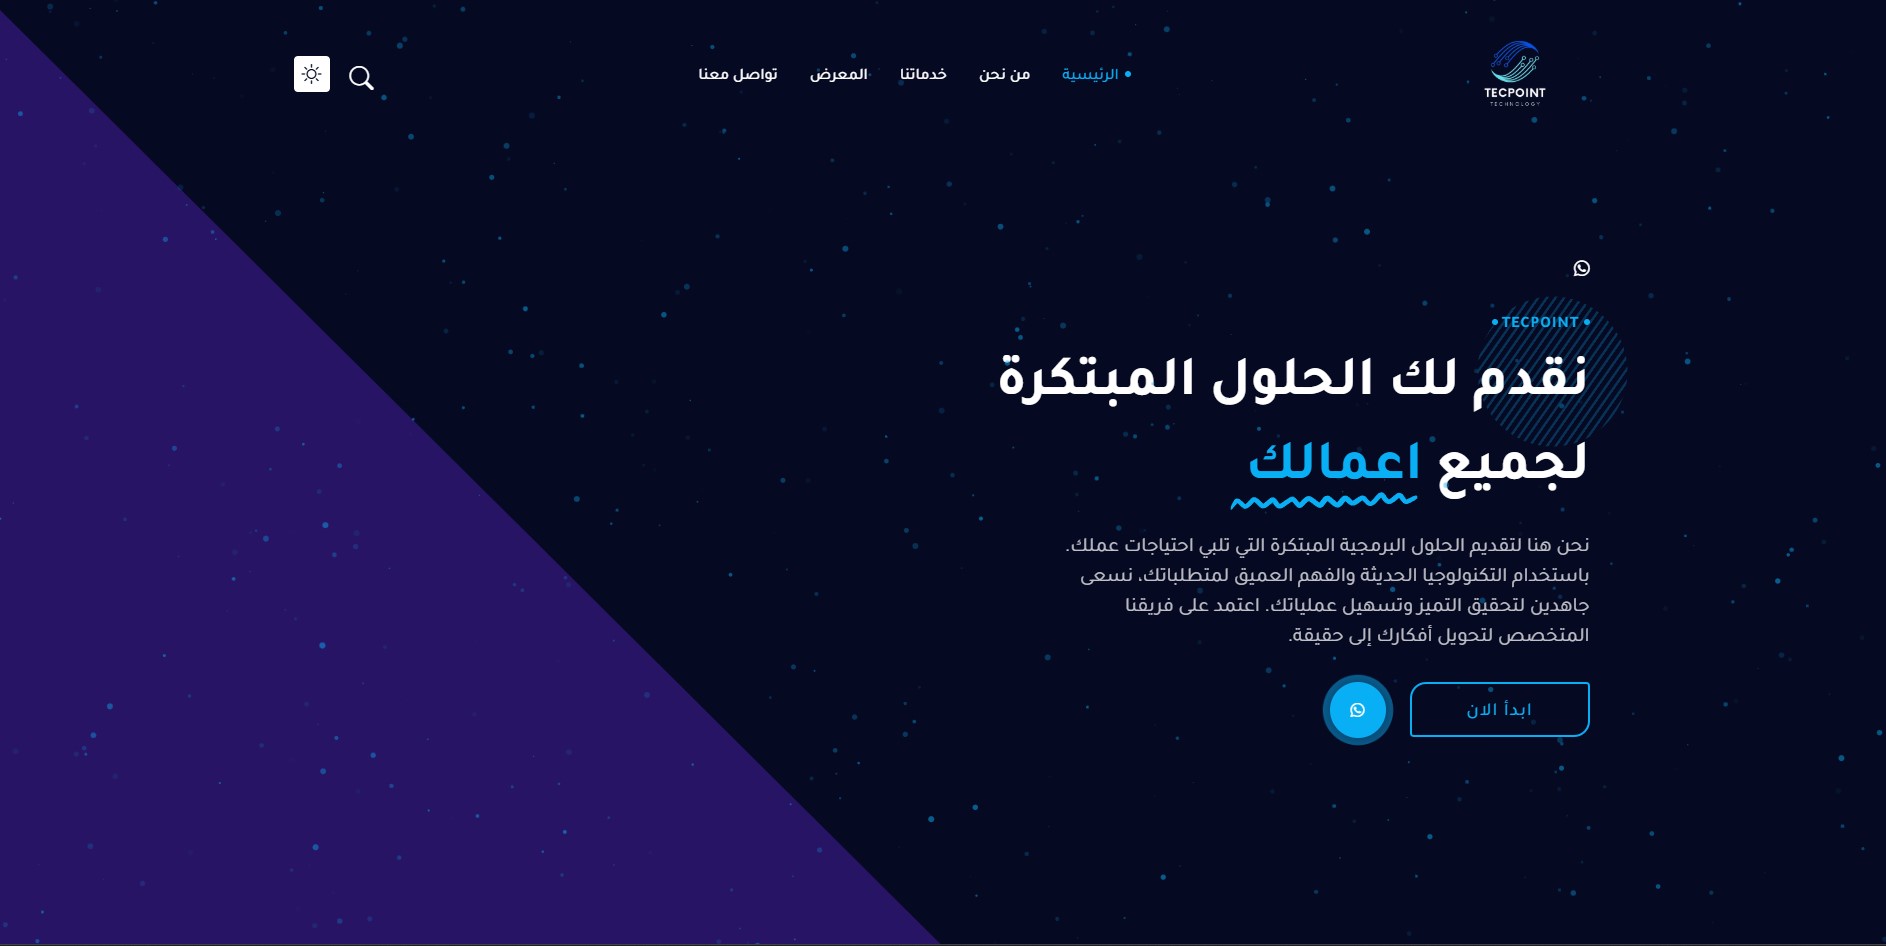 TECPOINT
TECHNOLOGY
الرئيسية
من نحن
خدماتنا
المعرض
تواصل معنا
TECPOINT
نقدم لك الحلول المبتكرة
لجميع اعمالك
نحن هنا لتقديم الحلول البرمجية المبتكرة التي تلبي احتياجات عملك.
باستخدام التكنولوجيا الحديثة والفهم العميق لمتطلباتك، نسعى
جاهدين لتحقيق التميز وتسهيل عملياتك. اعتمد على فريقنا
المتخصص لتحويل أفكارك إلى حقيقة.
ابدأ الان